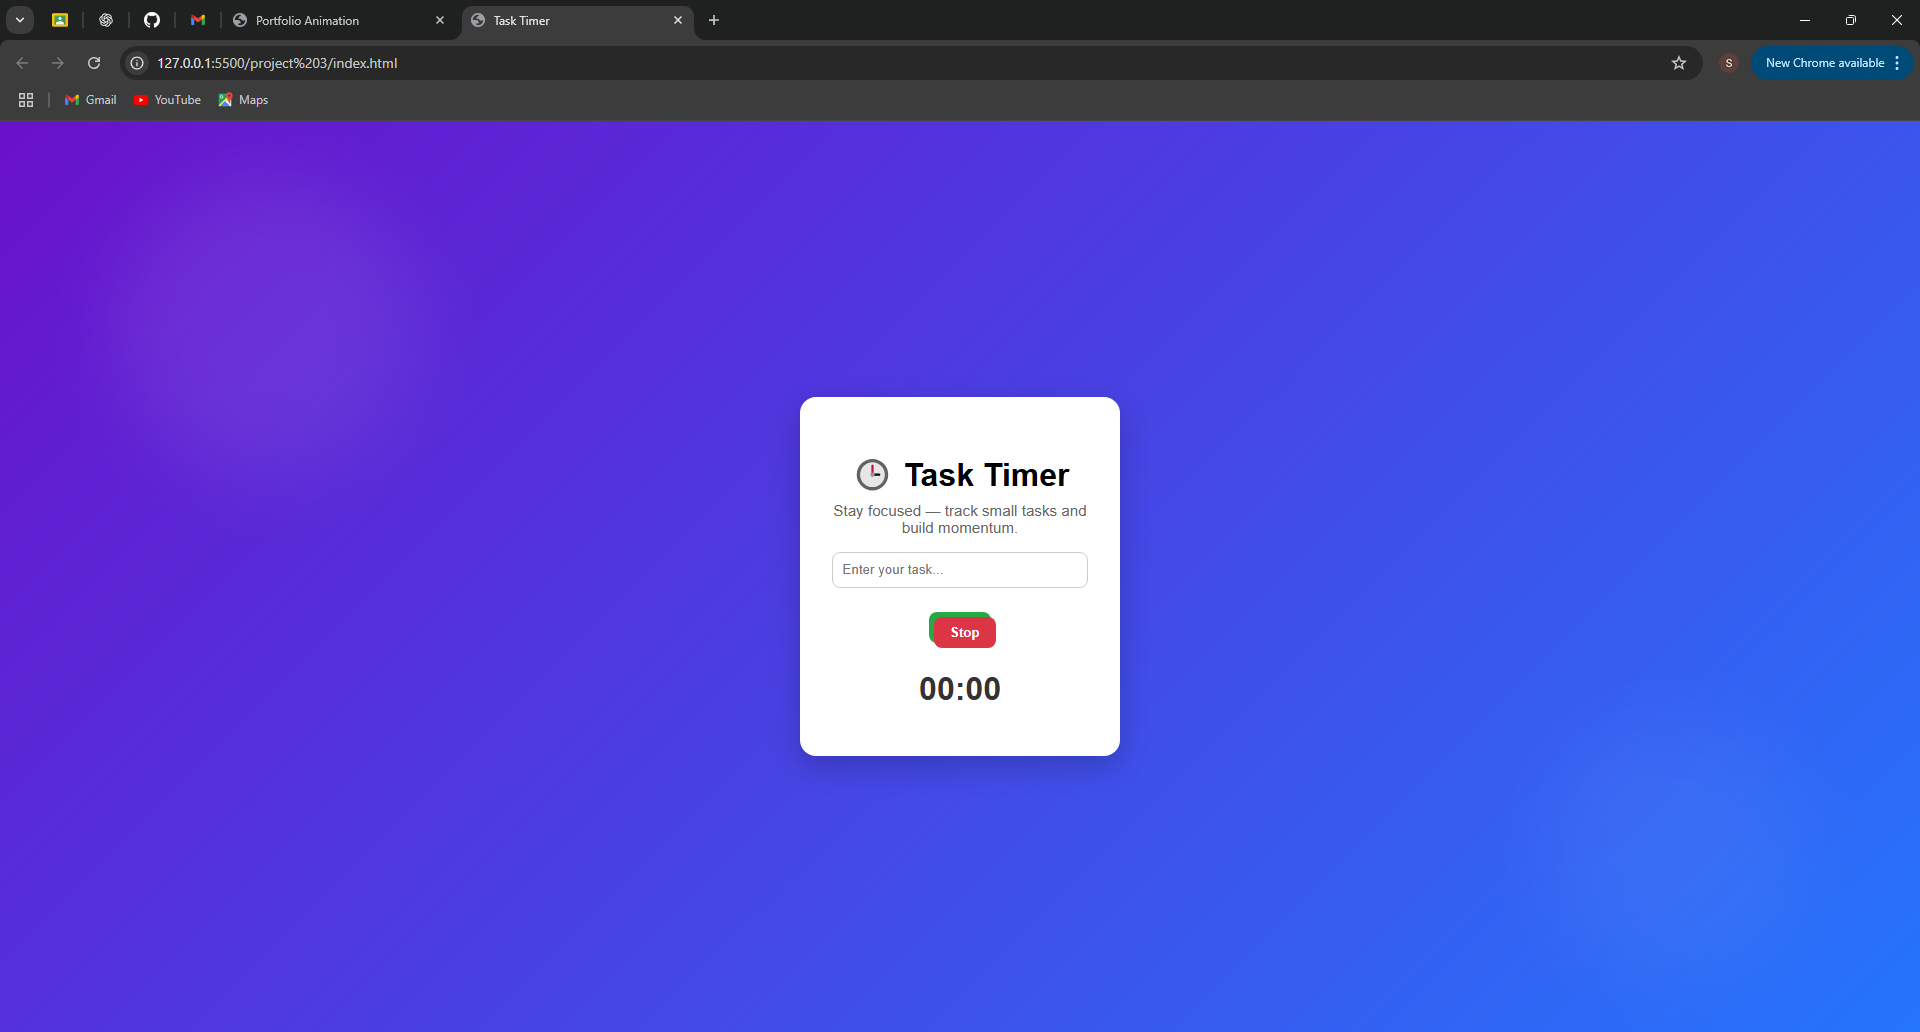 Portfolio Animation
Task Timer
127.0.0.1:5500/project%203/index.html
S
New Chrome available
Gmail
YouTube
Maps
Task Timer
Stay focused — track small tasks and
build momentum.
Enter your task...
Stop
00:00